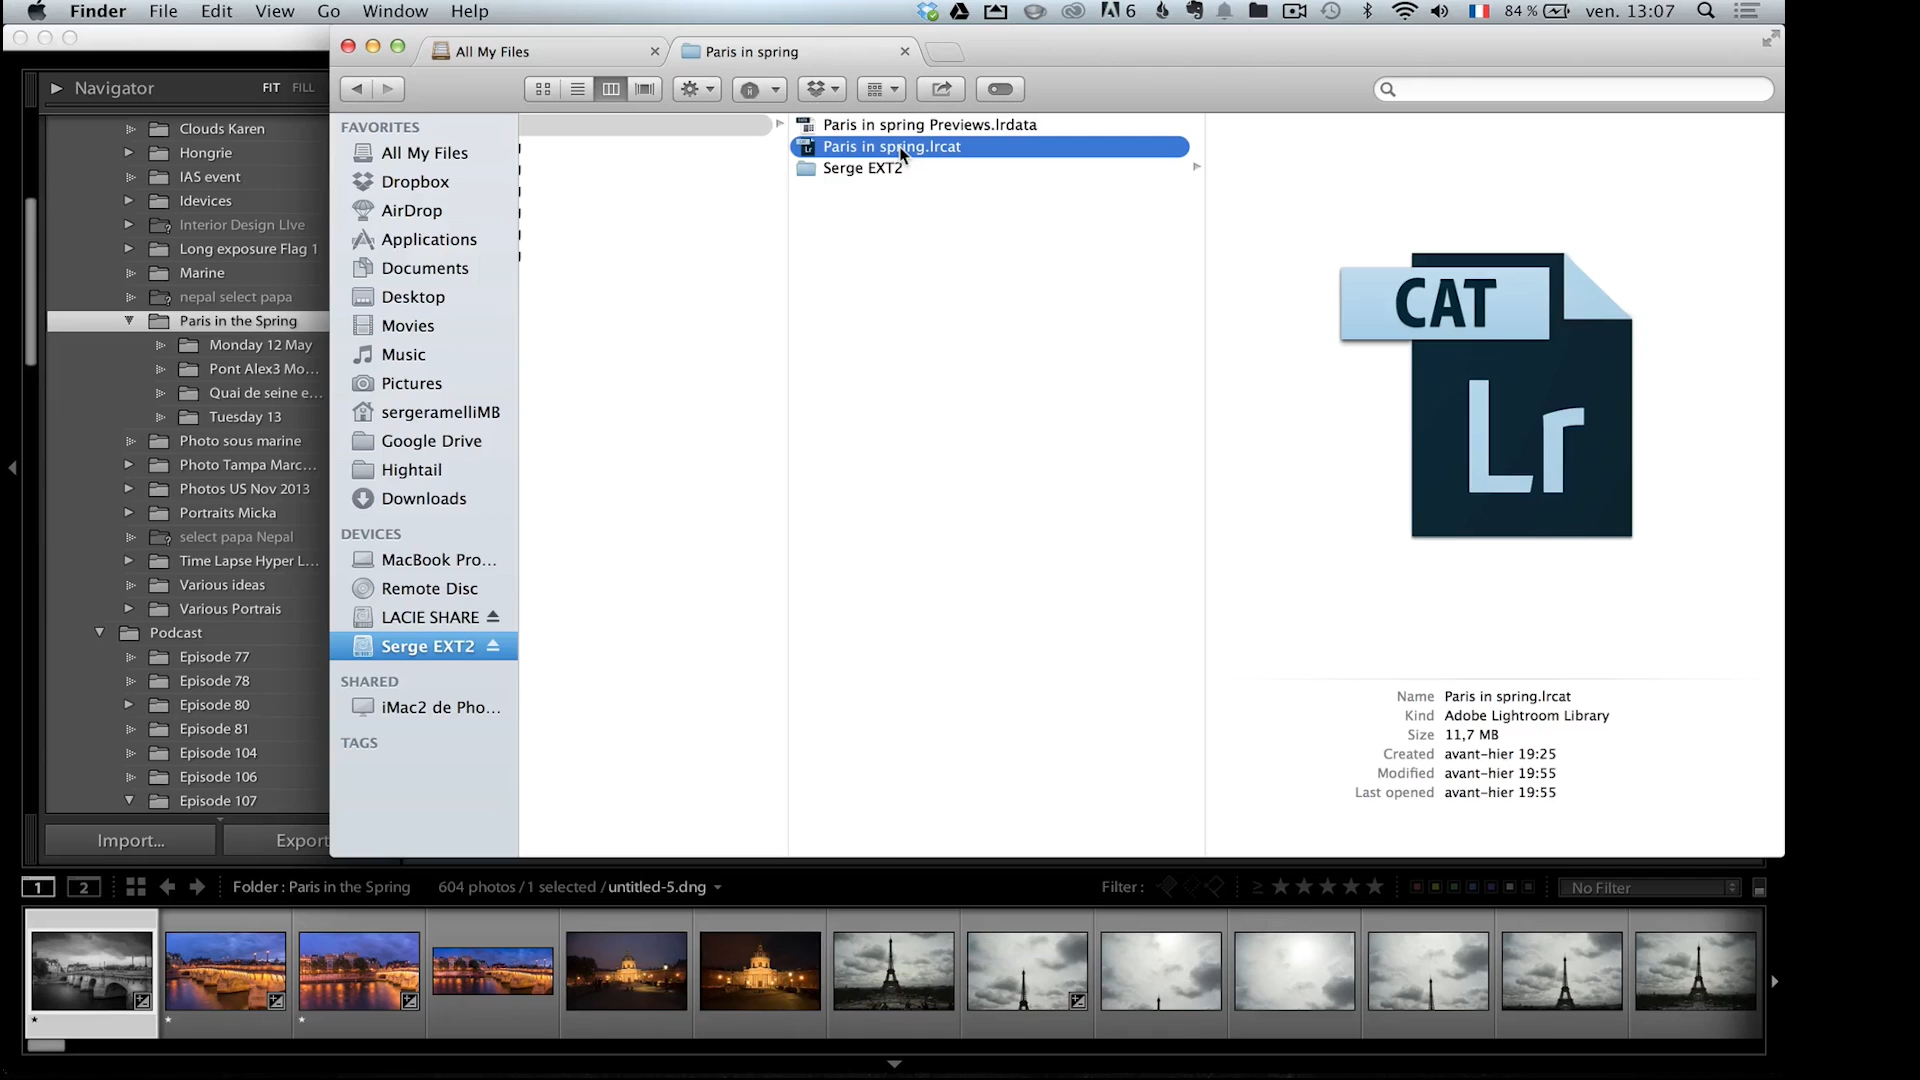 Finder File Edit View Go Window Help 6 84 % ven. 13:07
All My Files
Paris in spring
Navigator FIT FILL
Clouds Karen
Hongrie
IAS event
Idevices
Interior Design LIve
Long exposure Flag 1
Marine
nepal select papa
Paris in the Spring
Monday 12 May
Pont Alex3 Mo...
Quai de seine e...
Tuesday 13
Photo sous marine
Photo Tampa Marc...
Photos US Nov 2013
Portraits Micka
select papa Nepal
Time Lapse Hyper L...
Various ideas
Various Portrais
Podcast
Episode 77
Episode 78
Episode 80
Episode 81
Episode 104
Episode 106
Episode 107
Import... Export
FAVORITES
All My Files
Dropbox
AirDrop
Applications
Documents
Desktop
Movies
Music
Pictures
sergeramelliMB
Google Drive
Hightail
Downloads
DEVICES
MacBook Pro...
Remote Disc
LACIE SHARE
Serge EXT2
SHARED
iMac2 de Pho...
TAGS
Paris in spring Previews.lrdata
Paris in spring.lrcat
Serge EXT2
CAT
Lr
Name Paris in spring.lrcat
Kind Adobe Lightroom Library
Size 11,7 MB
Created avant-hier 19:25
Modified avant-hier 19:55
Last opened avant-hier 19:55
1 2 Folder : Paris in the Spring 604 photos / 1 selected / untitled-5.dng Filter : ≥ No Filter